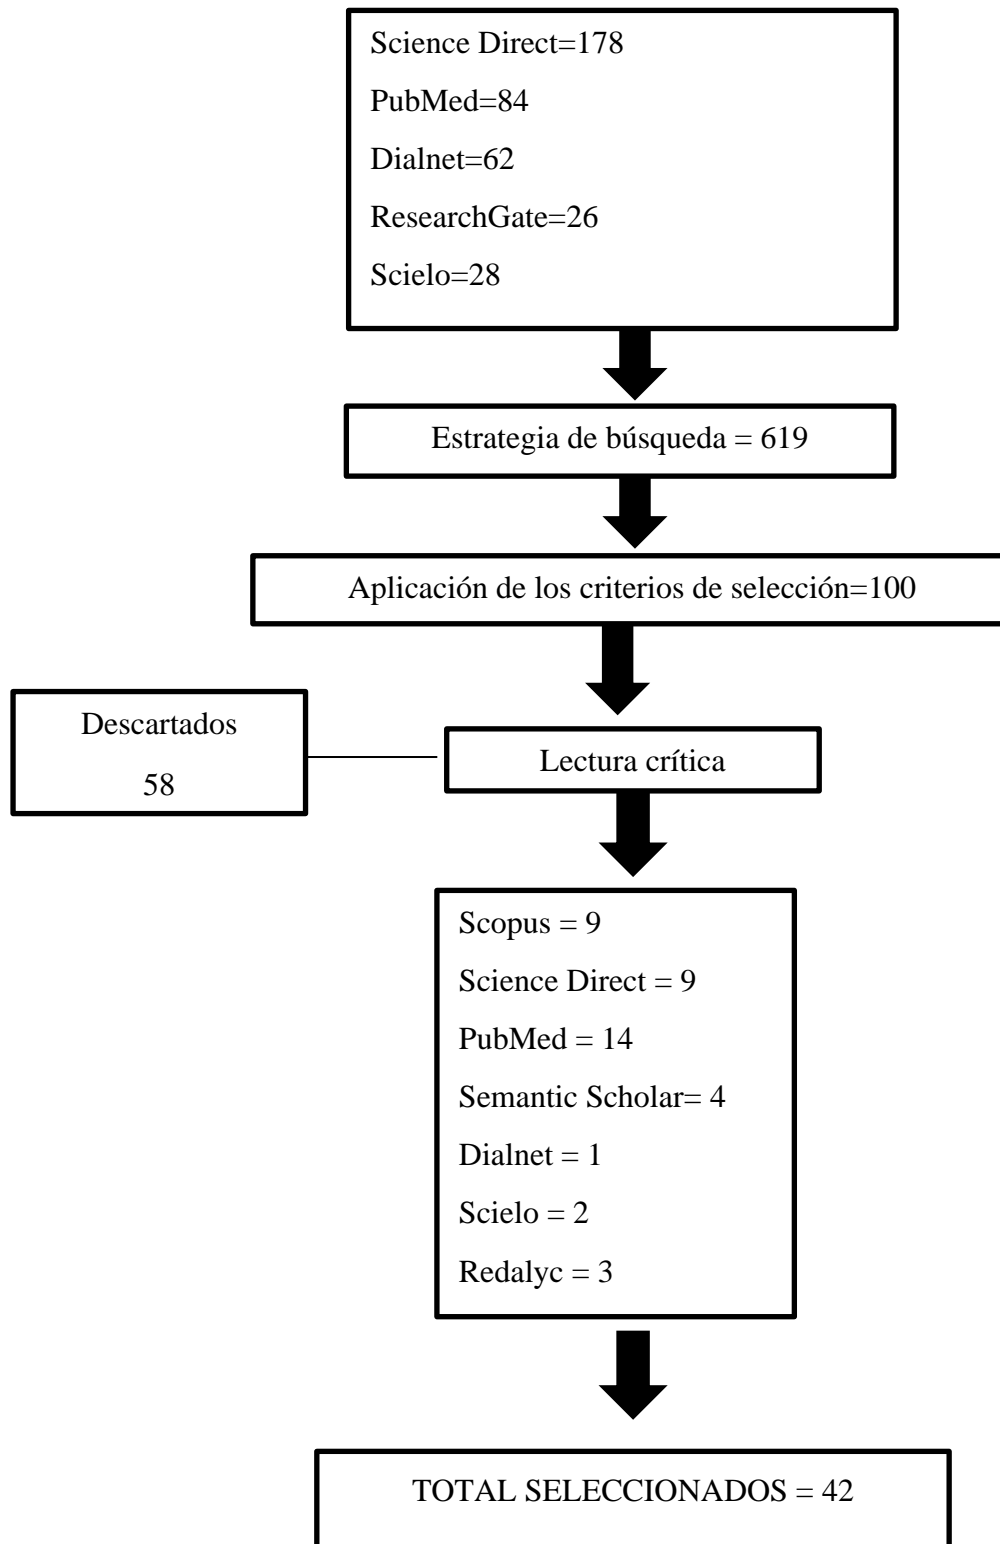 Science Direct=178
PubMed=84
Dialnet=62
ResearchGate=26
Scielo=28
Estrategia de búsqueda = 619
Aplicación de los criterios de selección=100
Descartados
58
Lectura crítica
Scopus = 9
Science Direct = 9
PubMed = 14
Semantic Scholar= 4
Dialnet = 1
Scielo = 2
Redalyc = 3
TOTAL SELECCIONADOS = 42